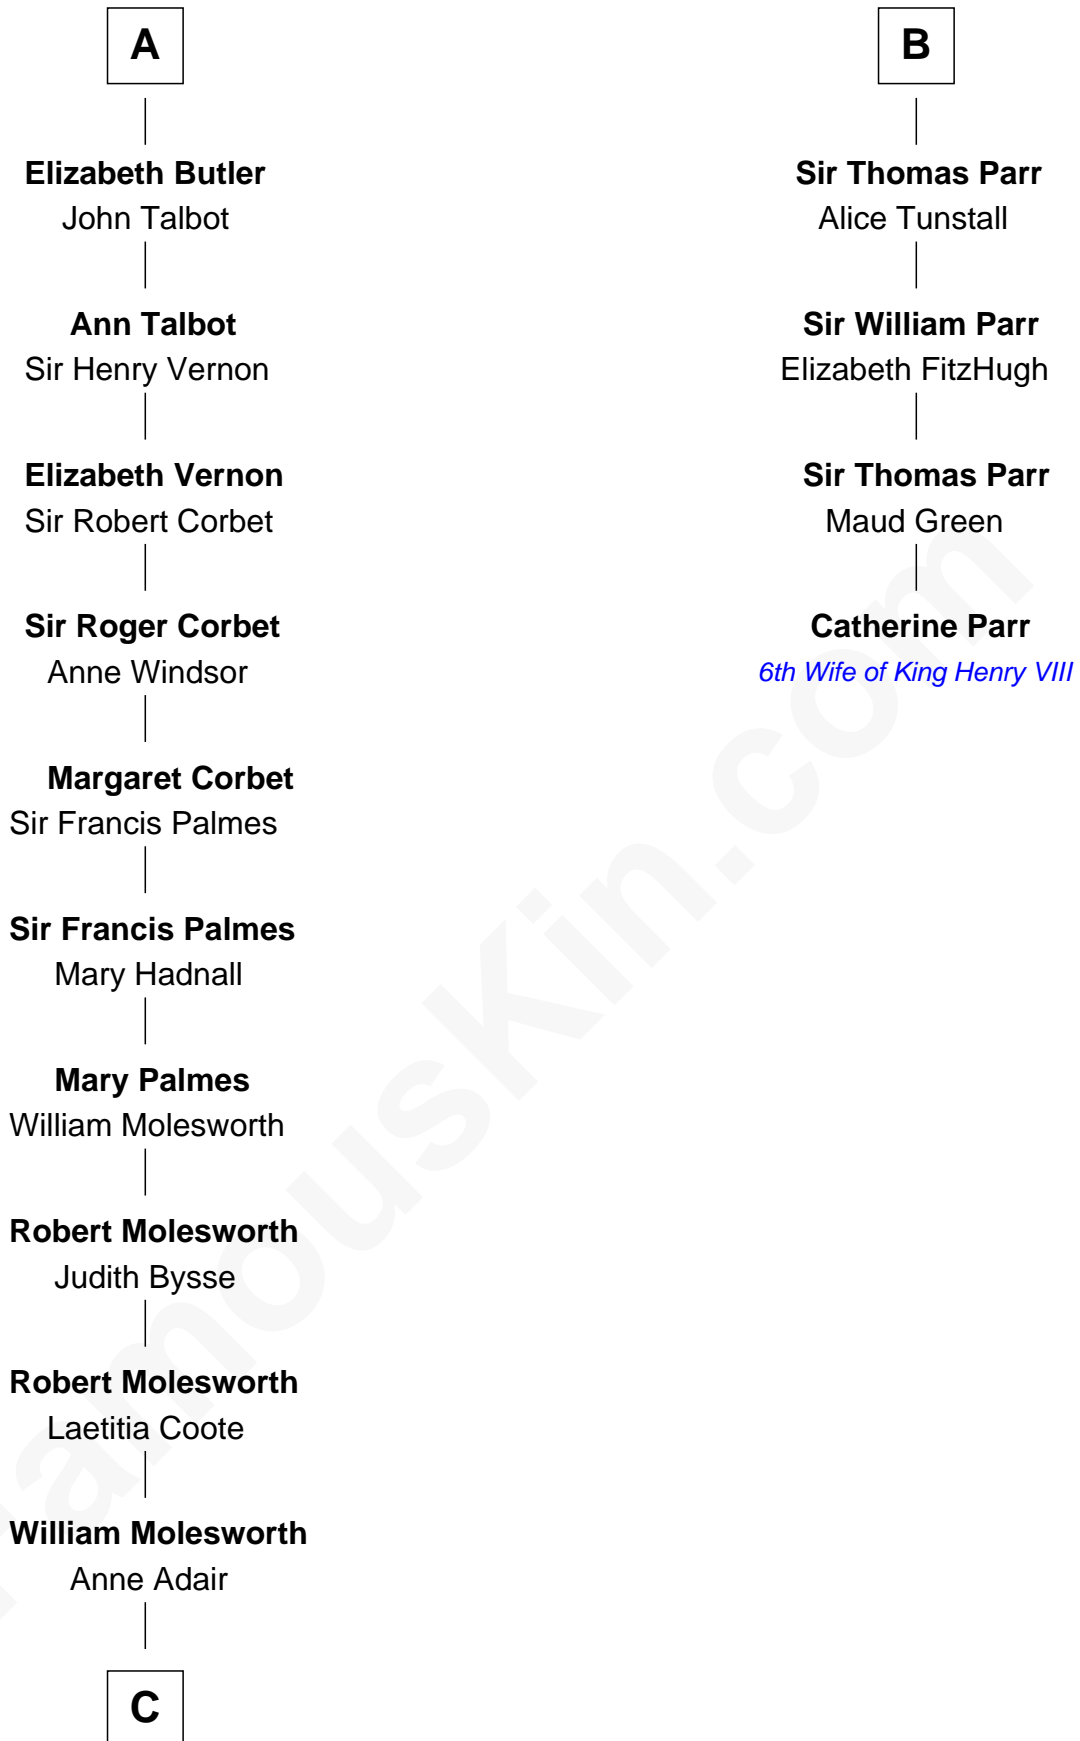 A
Elizabeth Butler
John Talbot
Ann Talbot
Sir Henry Vernon
Elizabeth Vernon
Sir Robert Corbet
Sir Roger Corbet
Anne Windsor
Margaret Corbet
Sir Francis Palmes
Sir Francis Palmes
Mary Hadnall
Mary Palmes
William Molesworth
Robert Molesworth
Judith Bysse
Robert Molesworth
Laetitia Coote
William Molesworth
Anne Adair
C
B
Sir Thomas Parr
Alice Tunstall
Sir William Parr
Elizabeth FitzHugh
Sir Thomas Parr
Maud Green
Catherine Parr
6th Wife of King Henry VIII
FamousKin.com